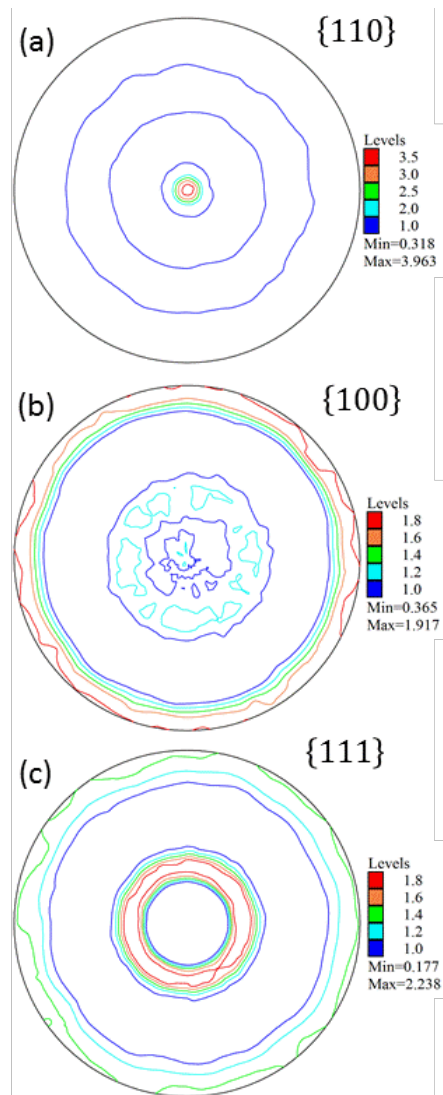 (a)
{110}
Levels
3.5
3.0
2.5
2.0
1.0
Min=0.318
Max=3.963
(b)
{100}
Levels
1.8
1.6
1.4
1.2
1.0
Min=0.365
Max=1.917
(c)
{111}
Levels
1.8
1.6
1.4
1.2
1.0
Min=0.177
Max=2.238